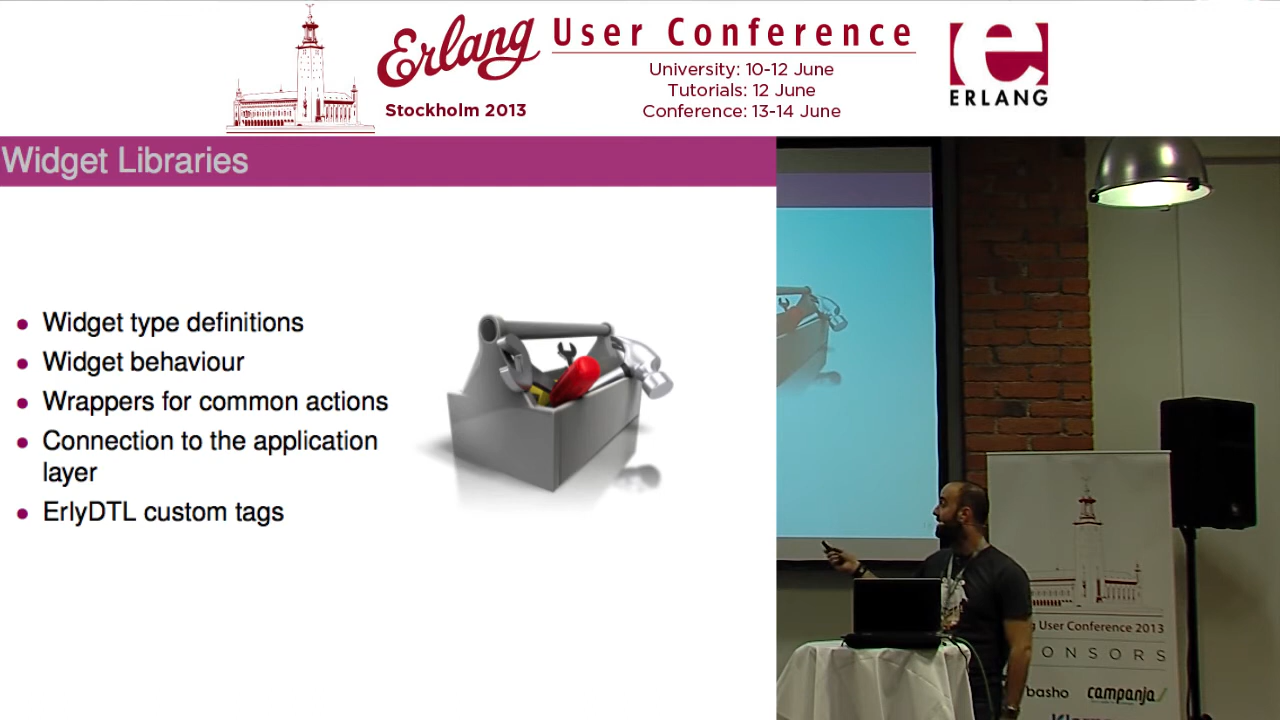 Erlang User Conference
Stockholm 2013
University: 10-12 June
Tutorials: 12 June
Conference: 13-14 June
ERLANG
Widget Libraries
• Widget type definitions
• Widget behaviour
• Wrappers for common actions
• Connection to the application
layer
• ErlyDTL custom tags
User Conference 2013
ONSORS
basho campanja